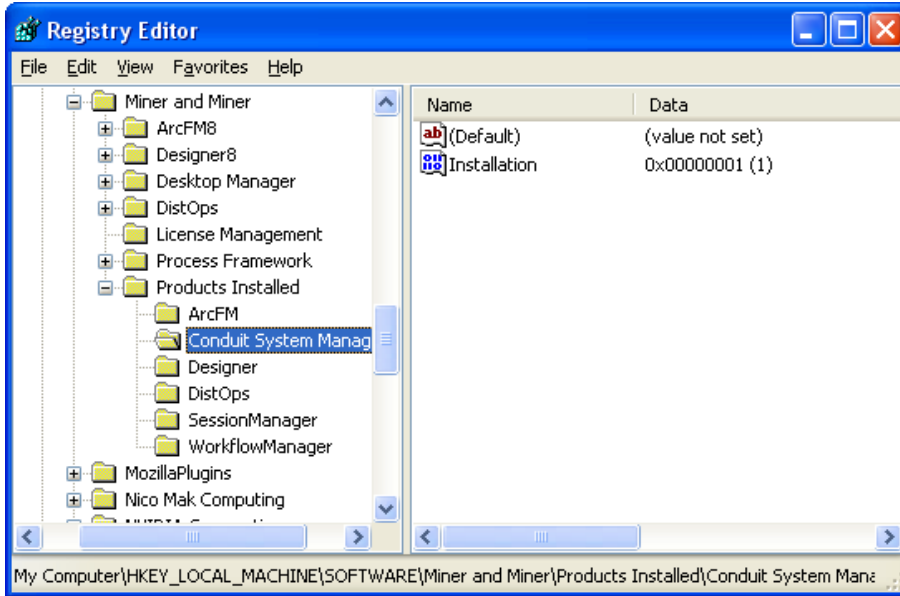 Registry Editor
File Edit View Favorites Help
Miner and Miner
ArcFM8
Designer8
Desktop Manager
DistOps
License Management
Process Framework
Products Installed
ArcFM
Conduit System Manag
Designer
DistOps
SessionManager
WorkflowManager
MozillaPlugins
Nico Mak Computing
Name Data
(Default) (value not set)
Installation 0x00000001 (1)
My Computer\HKEY_LOCAL_MACHINE\SOFTWARE\Miner and Miner\Products Installed\Conduit System Mana